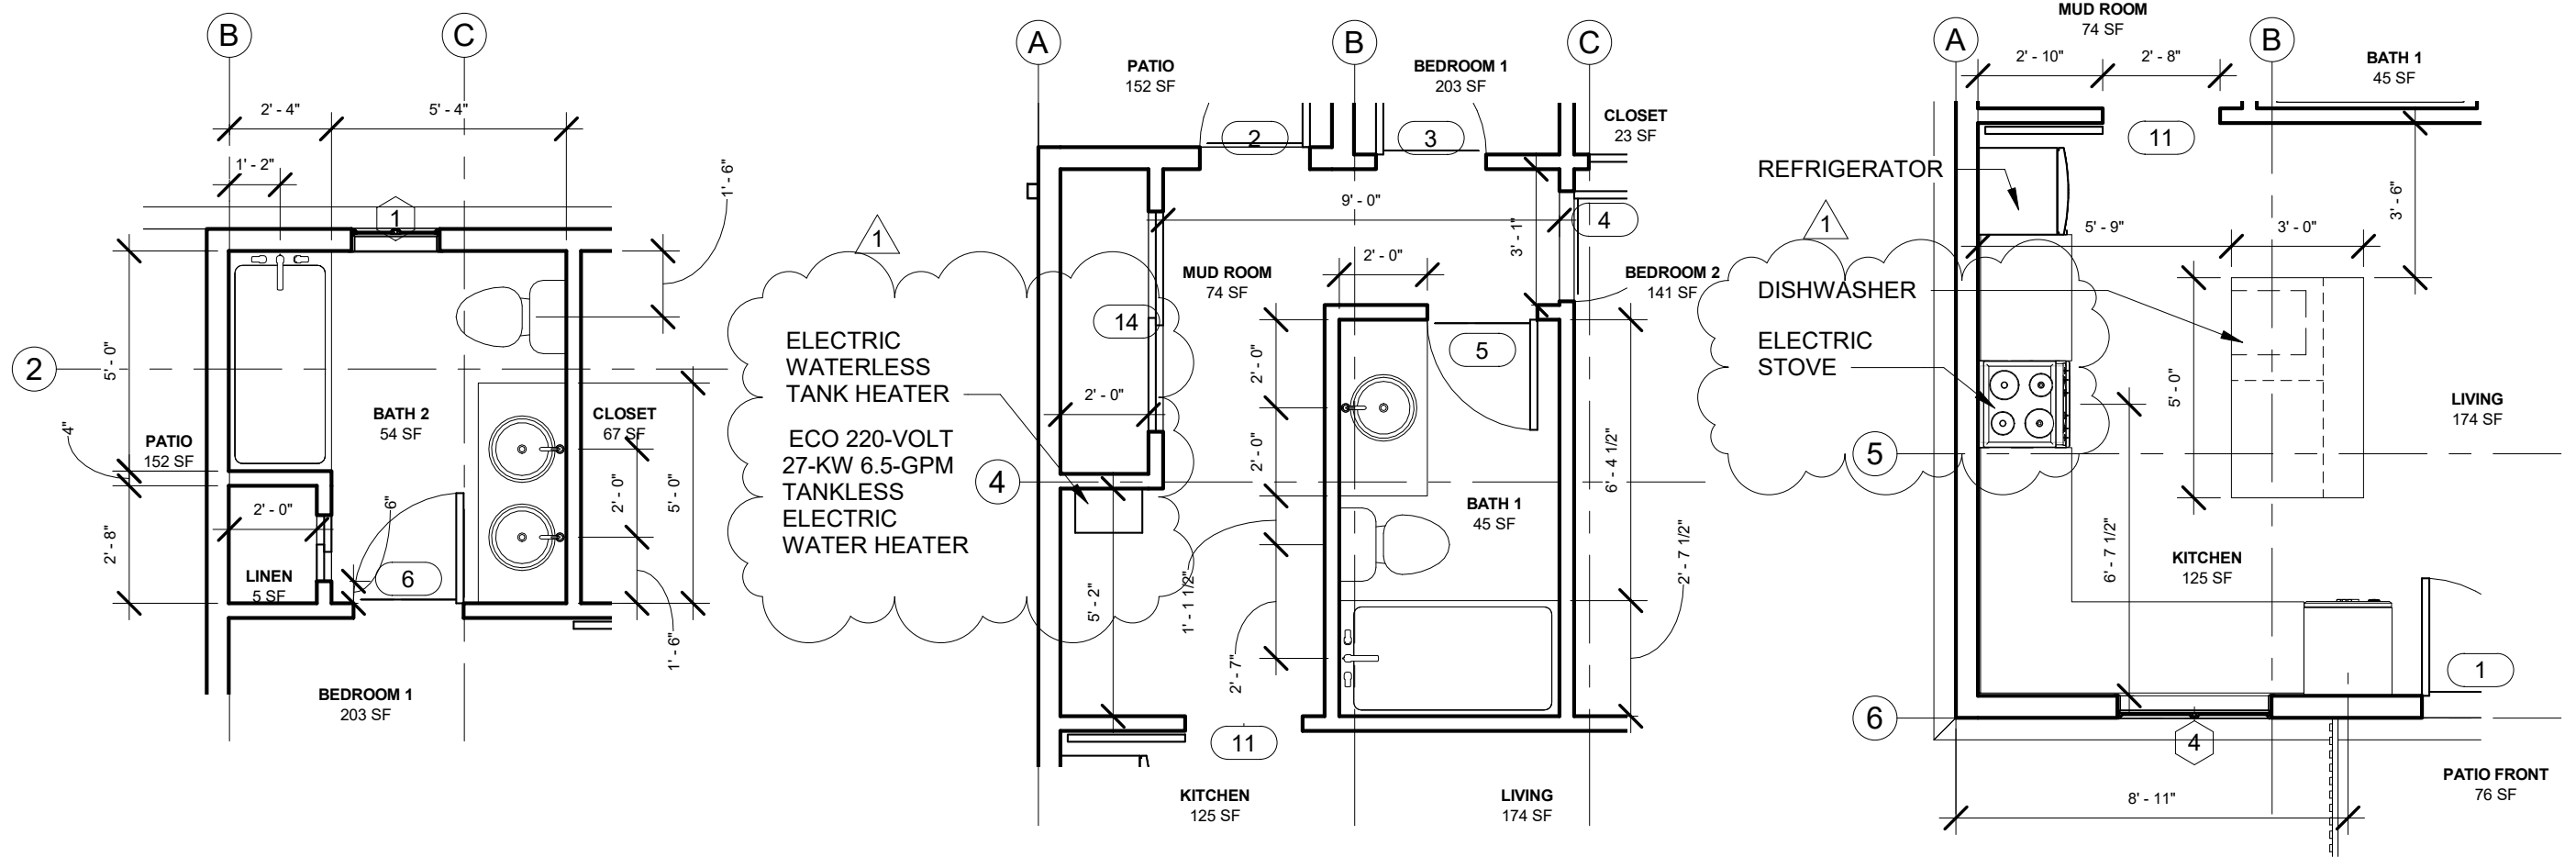 B
C
2' - 4"
5' - 4"
1' - 2"
1' - 6"
1
2
5' - 0"
4"
BATH 2
54 SF
CLOSET
67 SF
PATIO
152 SF
2' - 0"
2' - 8"
6"
2' - 0"
5' - 0"
LINEN
5 SF
6
1' - 6"
BEDROOM 1
203 SF
A
B
C
PATIO
152 SF
BEDROOM 1
203 SF
CLOSET
23 SF
2
3
9' - 0"
4
3' - 1"
1
MUD ROOM
74 SF
2' - 0"
BEDROOM 2
141 SF
14
5
ELECTRIC
WATERLESS
TANK HEATER
2' - 0"
2' - 0"
ECO 220-VOLT
27-KW 6.5-GPM
TANKLESS
ELECTRIC
WATER HEATER
4
2' - 0"
6' - 4 1/2"
BATH 1
45 SF
5' - 2"
1' - 1 1/2"
2' - 7 1/2"
2' - 7"
11
KITCHEN
125 SF
LIVING
174 SF
MUD ROOM
74 SF
A
B
2' - 10"
2' - 8"
BATH 1
45 SF
11
REFRIGERATOR
3' - 6"
1
5' - 9"
3' - 0"
DISHWASHER
ELECTRIC
STOVE
5' - 0"
LIVING
174 SF
5
6' - 7 1/2"
KITCHEN
125 SF
1
6
4
PATIO FRONT
76 SF
8' - 11"